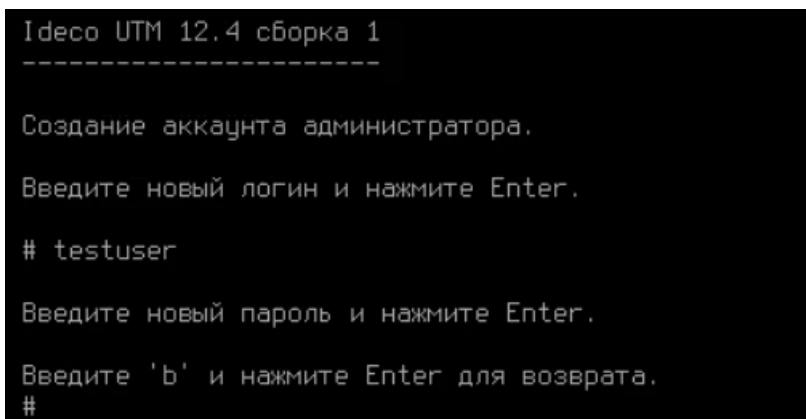 Ideco UTM 12.4 сборка 1
-----------------------
Создание аккаунта администратора.
Введите новый логин и нажмите Enter.
# testuser
Введите новый пароль и нажмите Enter.
Введите 'b' и нажмите Enter для возврата.
#